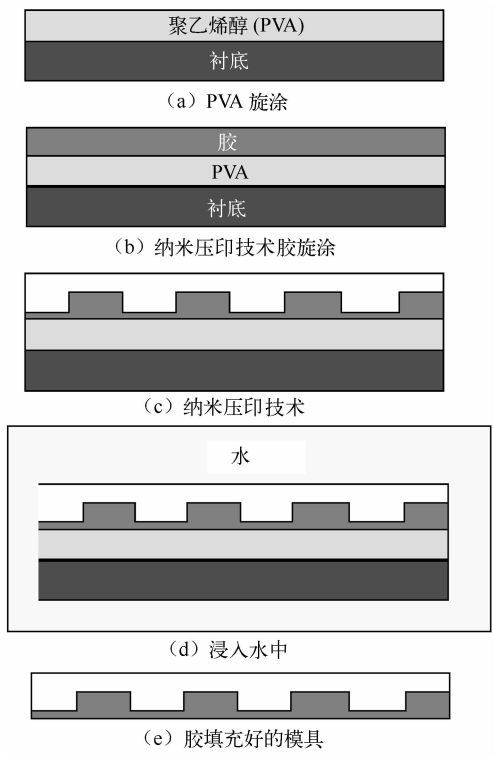 聚乙烯醇 (PVA)
衬底
（a）PVA 旋涂
胶
PVA
衬底
（b）纳米压印技术胶旋涂
（c）纳米压印技术
水
（d）浸入水中
（e）胶填充好的模具